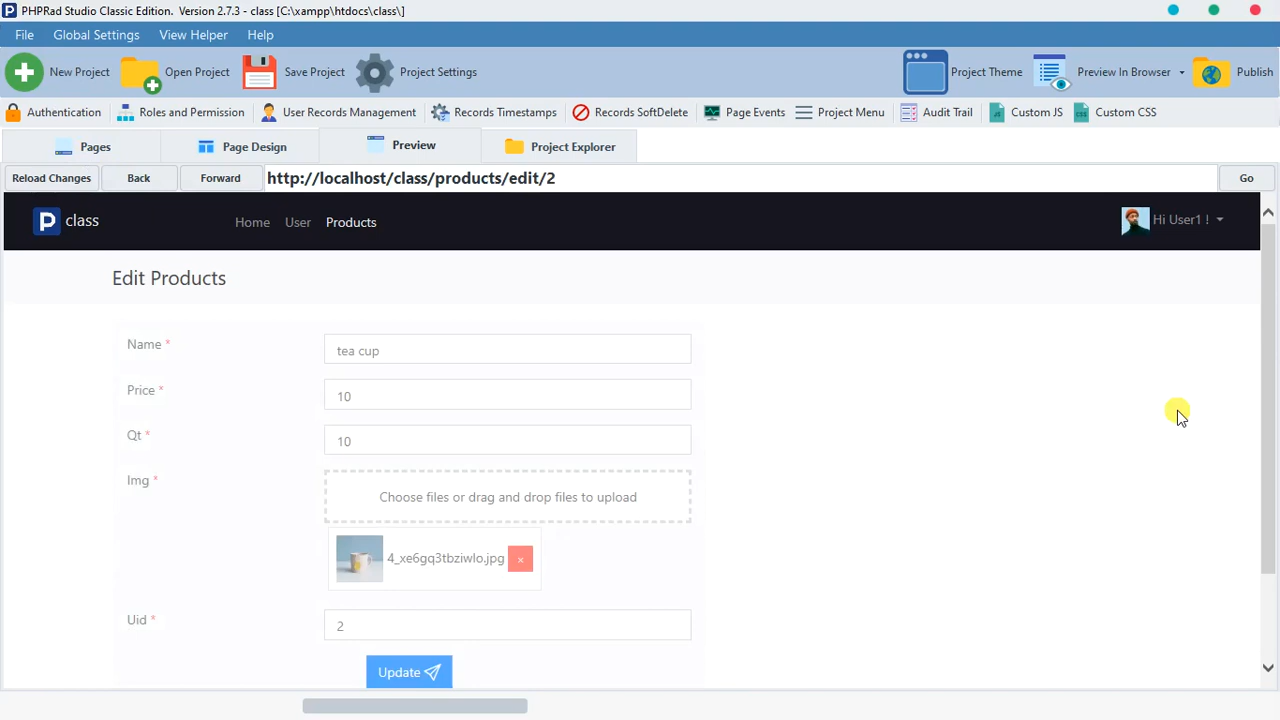 PHPRad Studio Classic Edition. Version 2.7.3 - class [C:\xampp\htdocs\class\]
File Global Settings View Helper Help
New Project Open Project Save Project Project Settings Project Theme Preview In Browser Publish
Authentication Roles and Permission User Records Management Records Timestamps Records SoftDelete Page Events Project Menu Audit Trail Custom JS Custom CSS
Pages Page Design Preview Project Explorer
Reload Changes Back Forward http://localhost/class/products/edit/2 Go
P class Home User Products Hi User1 !
Edit Products
Name * tea cup
Price * 10
Qt * 10
Img * Choose files or drag and drop files to upload
4_xe6gq3tbziwlo.jpg ×
Uid * 2
Update